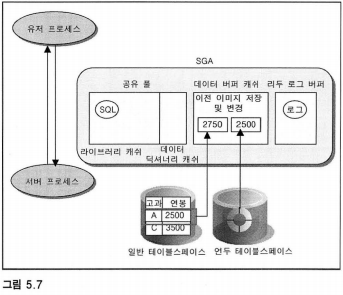 유저 프로세스
SGA
공유 풀
데이터 버퍼 캐쉬
리두 로그 버퍼
SQL
이전 이미지 저장
및 변경
2750
2500
로그
라이브러리 캐쉬
데이터
딕셔너리 캐쉬
서버 프로세스
고과 연봉
A 2500
C 3500
일반 테이블스페이스
언두 테이블스페이스
그림 5.7